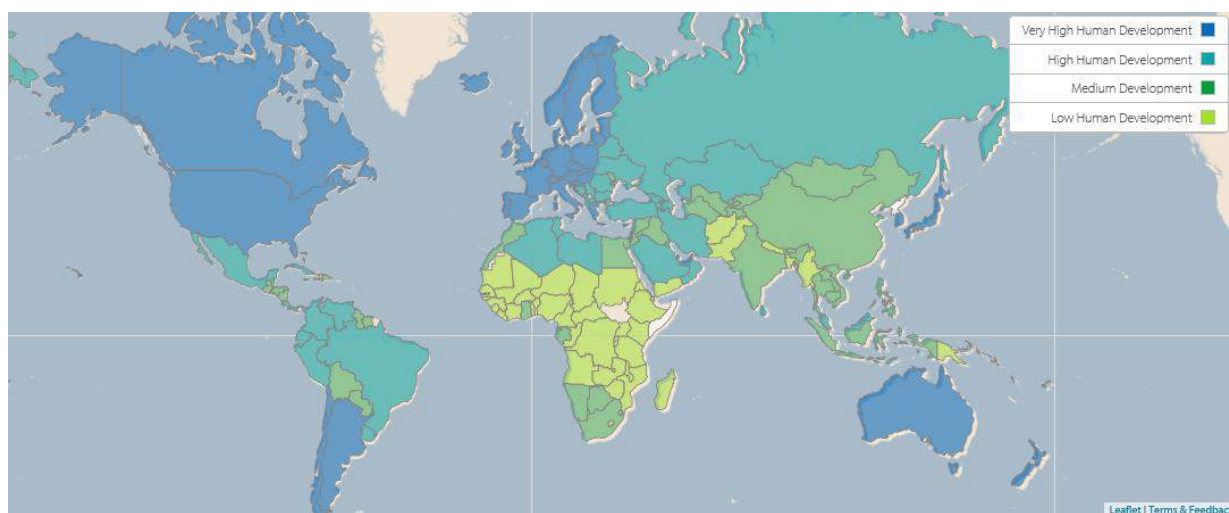 Very High Human Development
High Human Development
Medium Development
Low Human Development
Leaflet | Terms & Feedbac